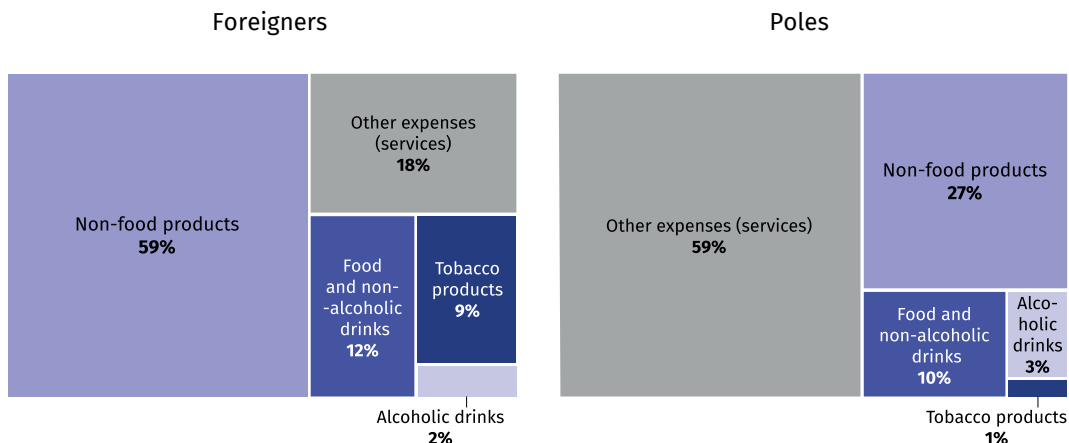 Foreigners
Non-food products
59%
Other expenses
(services)
18%
Food
and non-
-alcoholic
drinks
12%
Tobacco
products
9%
Alcoholic drinks
2%
Poles
Other expenses (services)
59%
Non-food products
27%
Food and
non-alcoholic
drinks
10%
Alco-
holic
drinks
3%
Tobacco products
1%